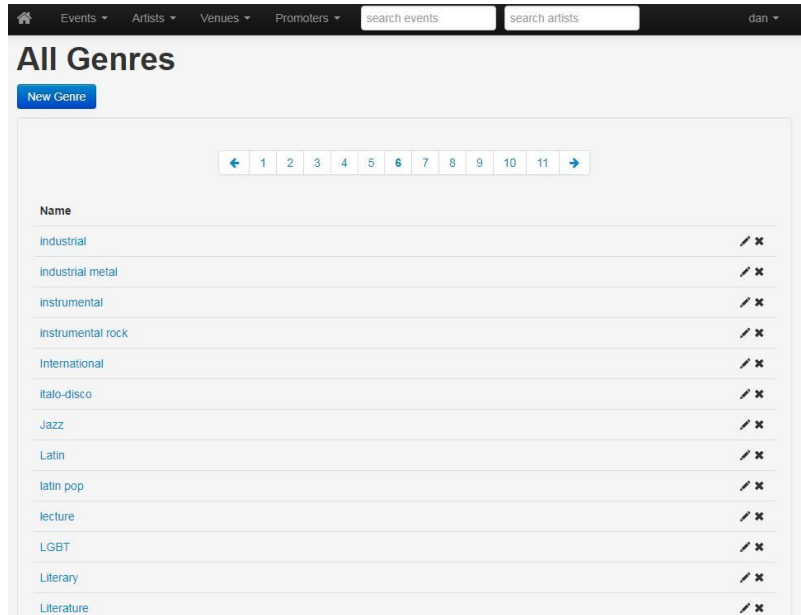 Events Artists Venues Promoters search events search artists dan
All Genres
New Genre
1 2 3 4 5 6 7 8 9 10 11
Name
industrial
industrial metal
instrumental
instrumental rock
International
italo-disco
Jazz
Latin
latin pop
lecture
LGBT
Literary
Literature